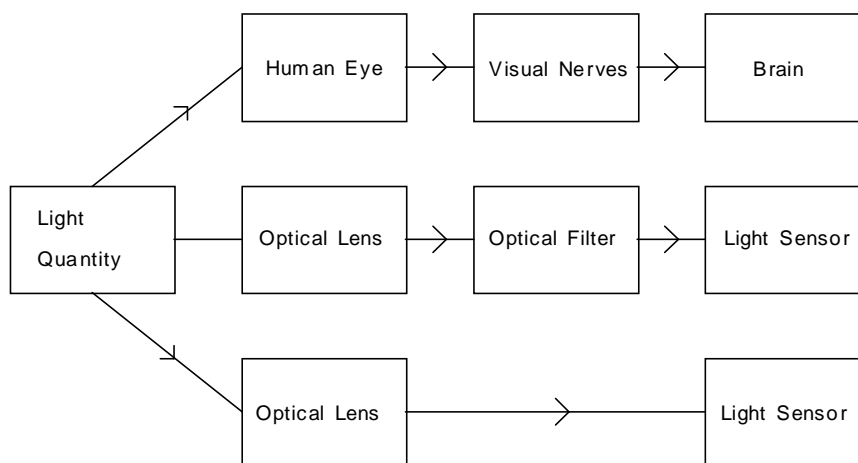 Human Eye
Visual Nerves
Brain
Light
Quantity
Optical Lens
Optical Filter
Light Sensor
Optical Lens
Light Sensor